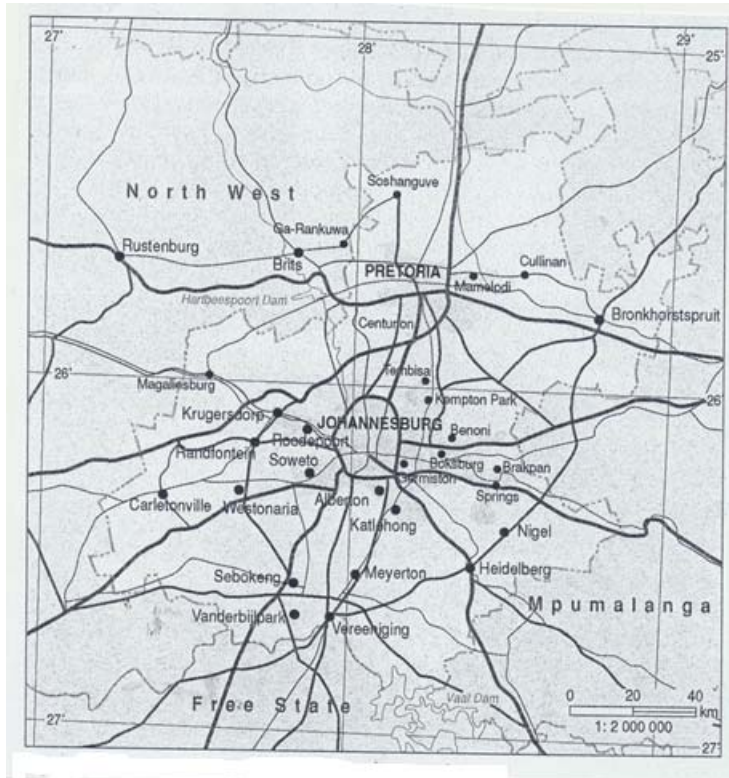 27'
28
29'
25'
Soshanguve
North West
Ga-Rankuwa
Rustenburg
Brits
PRETORIA
Cullinan
Mamelodi
Hartbeespoort Dam
Bronkhorstspruit
Centurion
26'
Tembisa
Magaliesburg
Kempton Park
26'
Krugersdorp
JOHANNESBURG
Benoni
Roodepoort
Randfontein
Boksburg
Soweto
Germiston
Brakpan
Springs
Carletonville
Westonaria
Alberton
Katlehong
Nigel
Sebokeng
Meyerton
Heidelberg
Mpumalanga
Vanderbijlpark
Vereeniging
Free State
Vaal Dam
0 20 40
km
1: 2 000 000
27'
28
27'